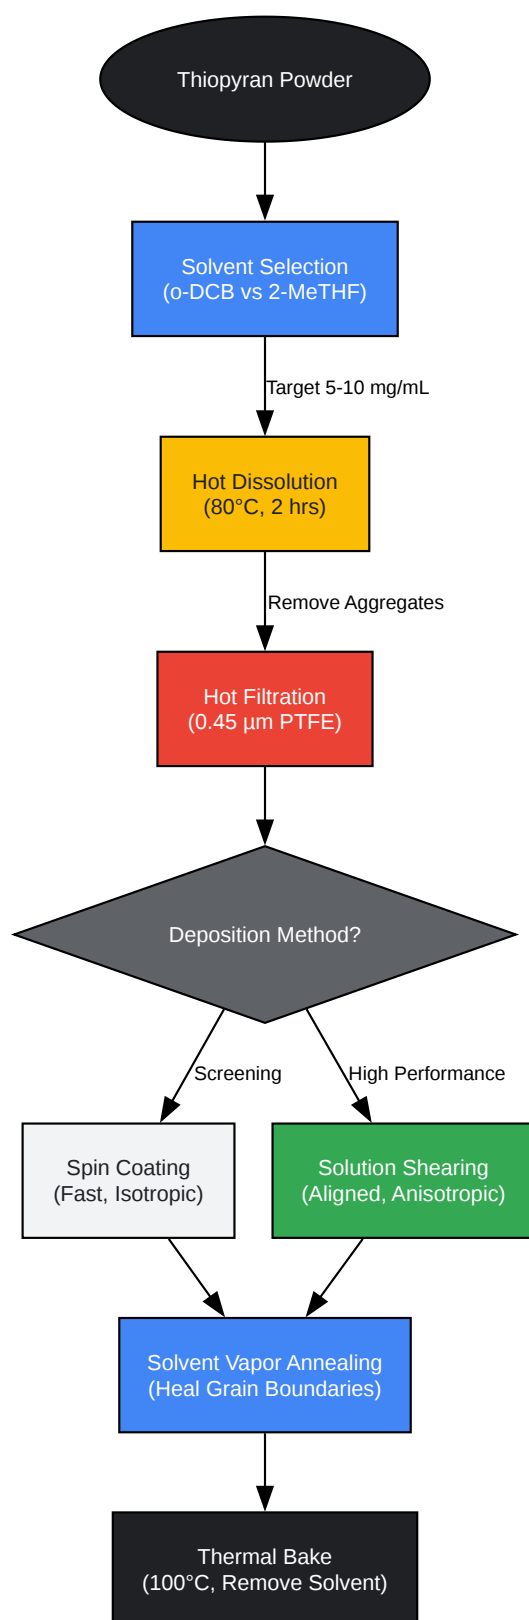 Thiopyran Powder
Solvent Selection
(o-DCB vs 2-MeTHF)
Target 5-10 mg/mL
Hot Dissolution
(80°C, 2 hrs)
Remove Aggregates
Hot Filtration
(0.45 µm PTFE)
Deposition Method?
Screening
High Performance
Spin Coating
(Fast, Isotropic)
Solution Shearing
(Aligned, Anisotropic)
Solvent Vapor Annealing
(Heal Grain Boundaries)
Thermal Bake
(100°C, Remove Solvent)